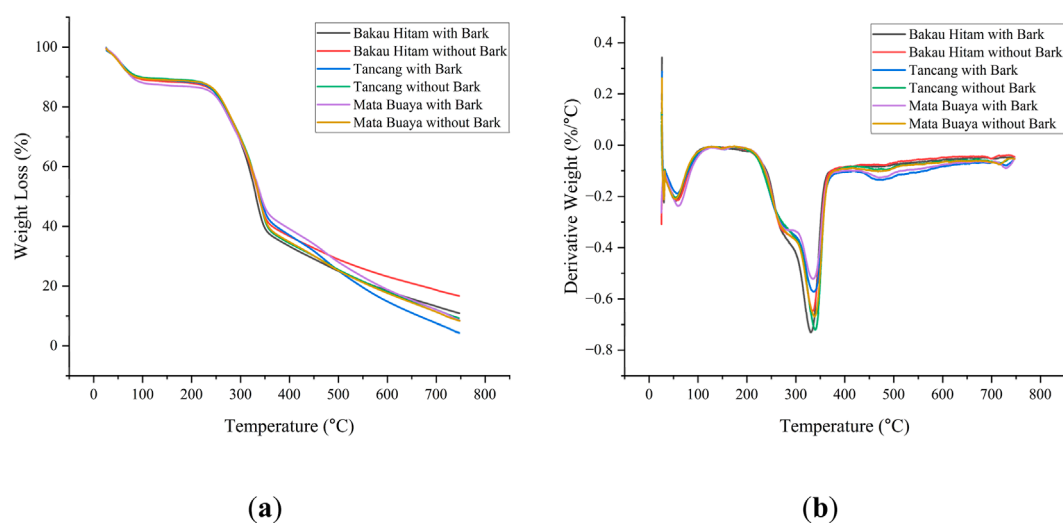 Bakau Hitam with Bark
Bakau Hitam without Bark
Tancang with Bark
Tancang without Bark
Mata Buaya with Bark
Mata Buaya without Bark
100
80
60
40
20
0
Weight Loss (%)
0 100 200 300 400 500 600 700 800
Temperature (°C)
(a)
Bakau Hitam with Bark
Bakau Hitam without Bark
Tancang with Bark
Tancang without Bark
Mata Buaya with Bark
Mata Buaya without Bark
0.4
0.2
0.0
−0.2
−0.4
−0.6
−0.8
Derivative Weight (%/°C)
0 100 200 300 400 500 600 700 800
Temperature (°C)
(b)